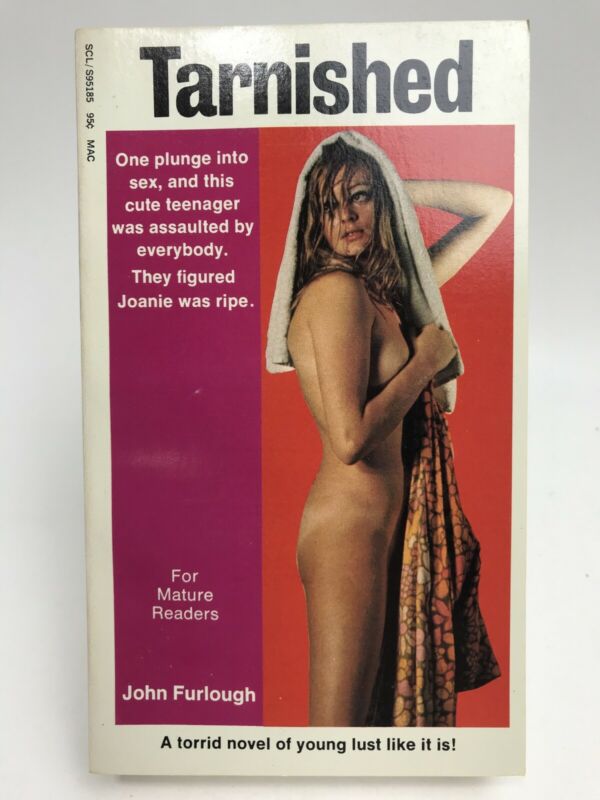 SCL/S95185 95¢ MAC
Tarnished
One plunge into
sex, and this
cute teenager
was assaulted by
everybody.
They figured
Joanie was ripe.
For
Mature
Readers
John Furlough
A torrid novel of young lust like it is!